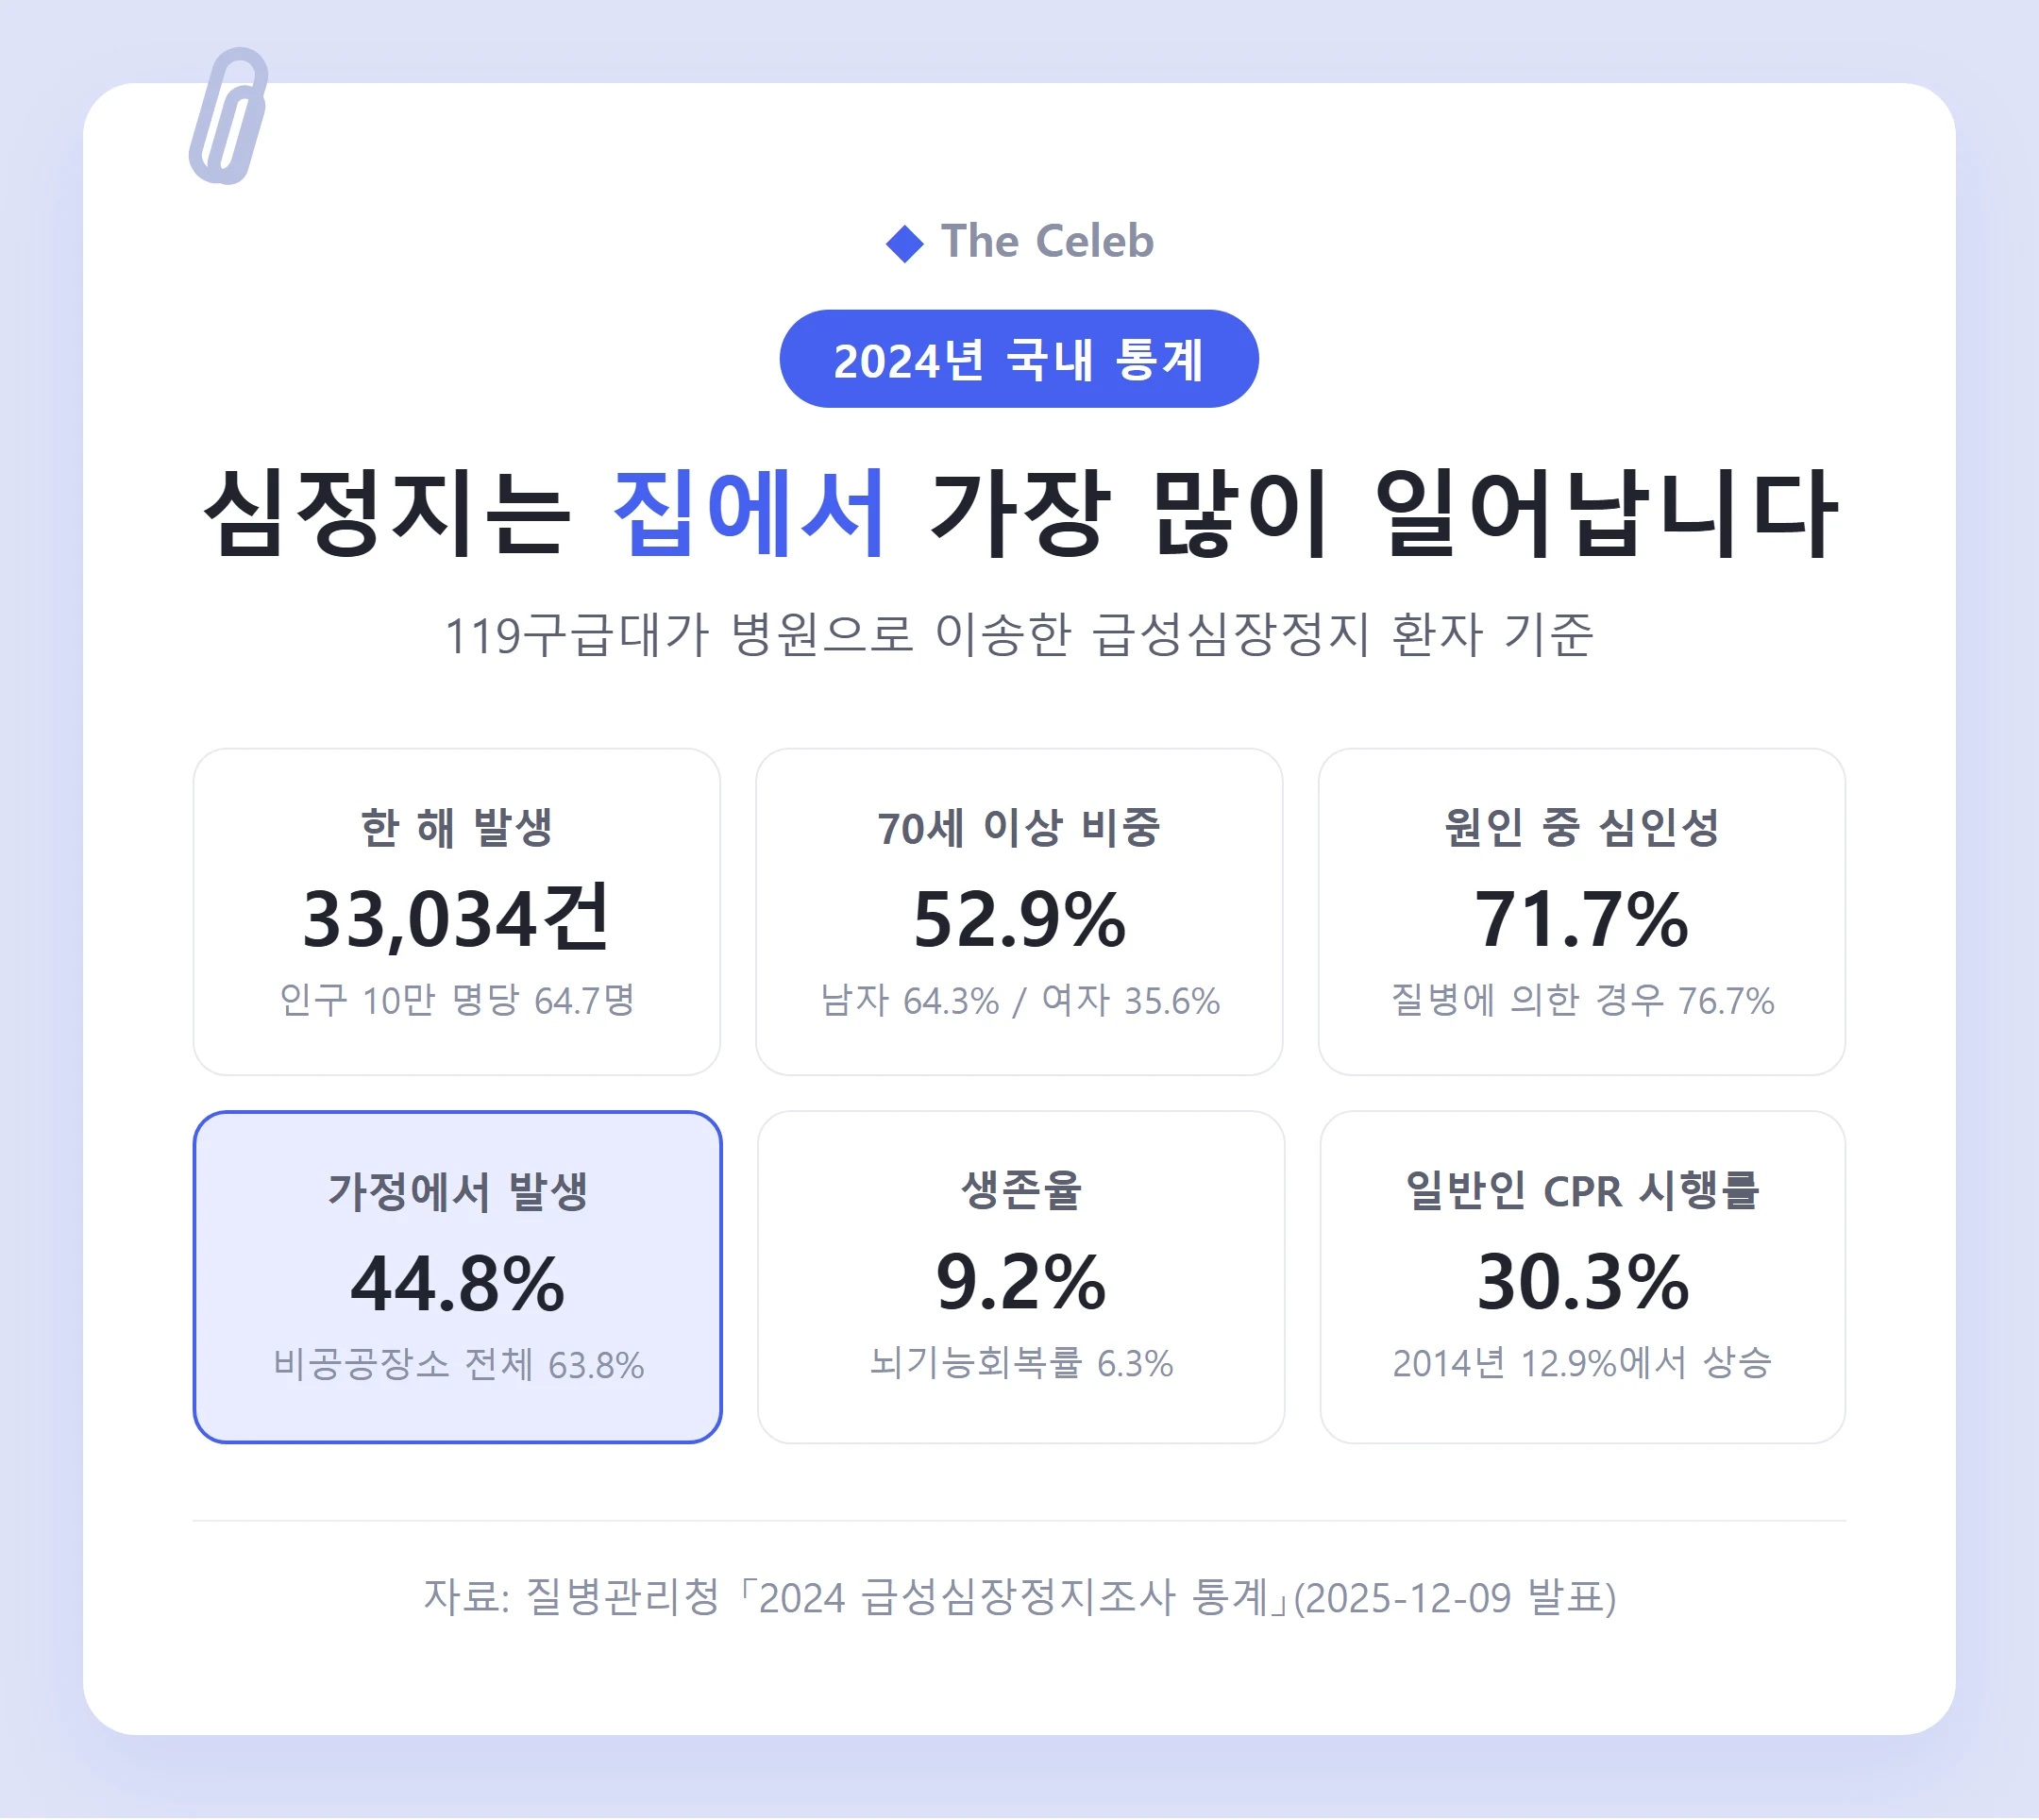 The Celeb
2024년 국내 통계
심정지는 집에서 가장 많이 일어납니다
119구급대가 병원으로 이송한 급성심장정지 환자 기준
한 해 발생
33,034건
인구 10만 명당 64.7명
70세 이상 비중
52.9%
남자 64.3% / 여자 35.6%
원인 중 심인성
71.7%
질병에 의한 경우 76.7%
가정에서 발생
44.8%
비공공장소 전체 63.8%
생존율
9.2%
뇌기능회복률 6.3%
일반인 CPR 시행률
30.3%
2014년 12.9%에서 상승
자료: 질병관리청 「2024 급성심장정지조사 통계」(2025-12-09 발표)